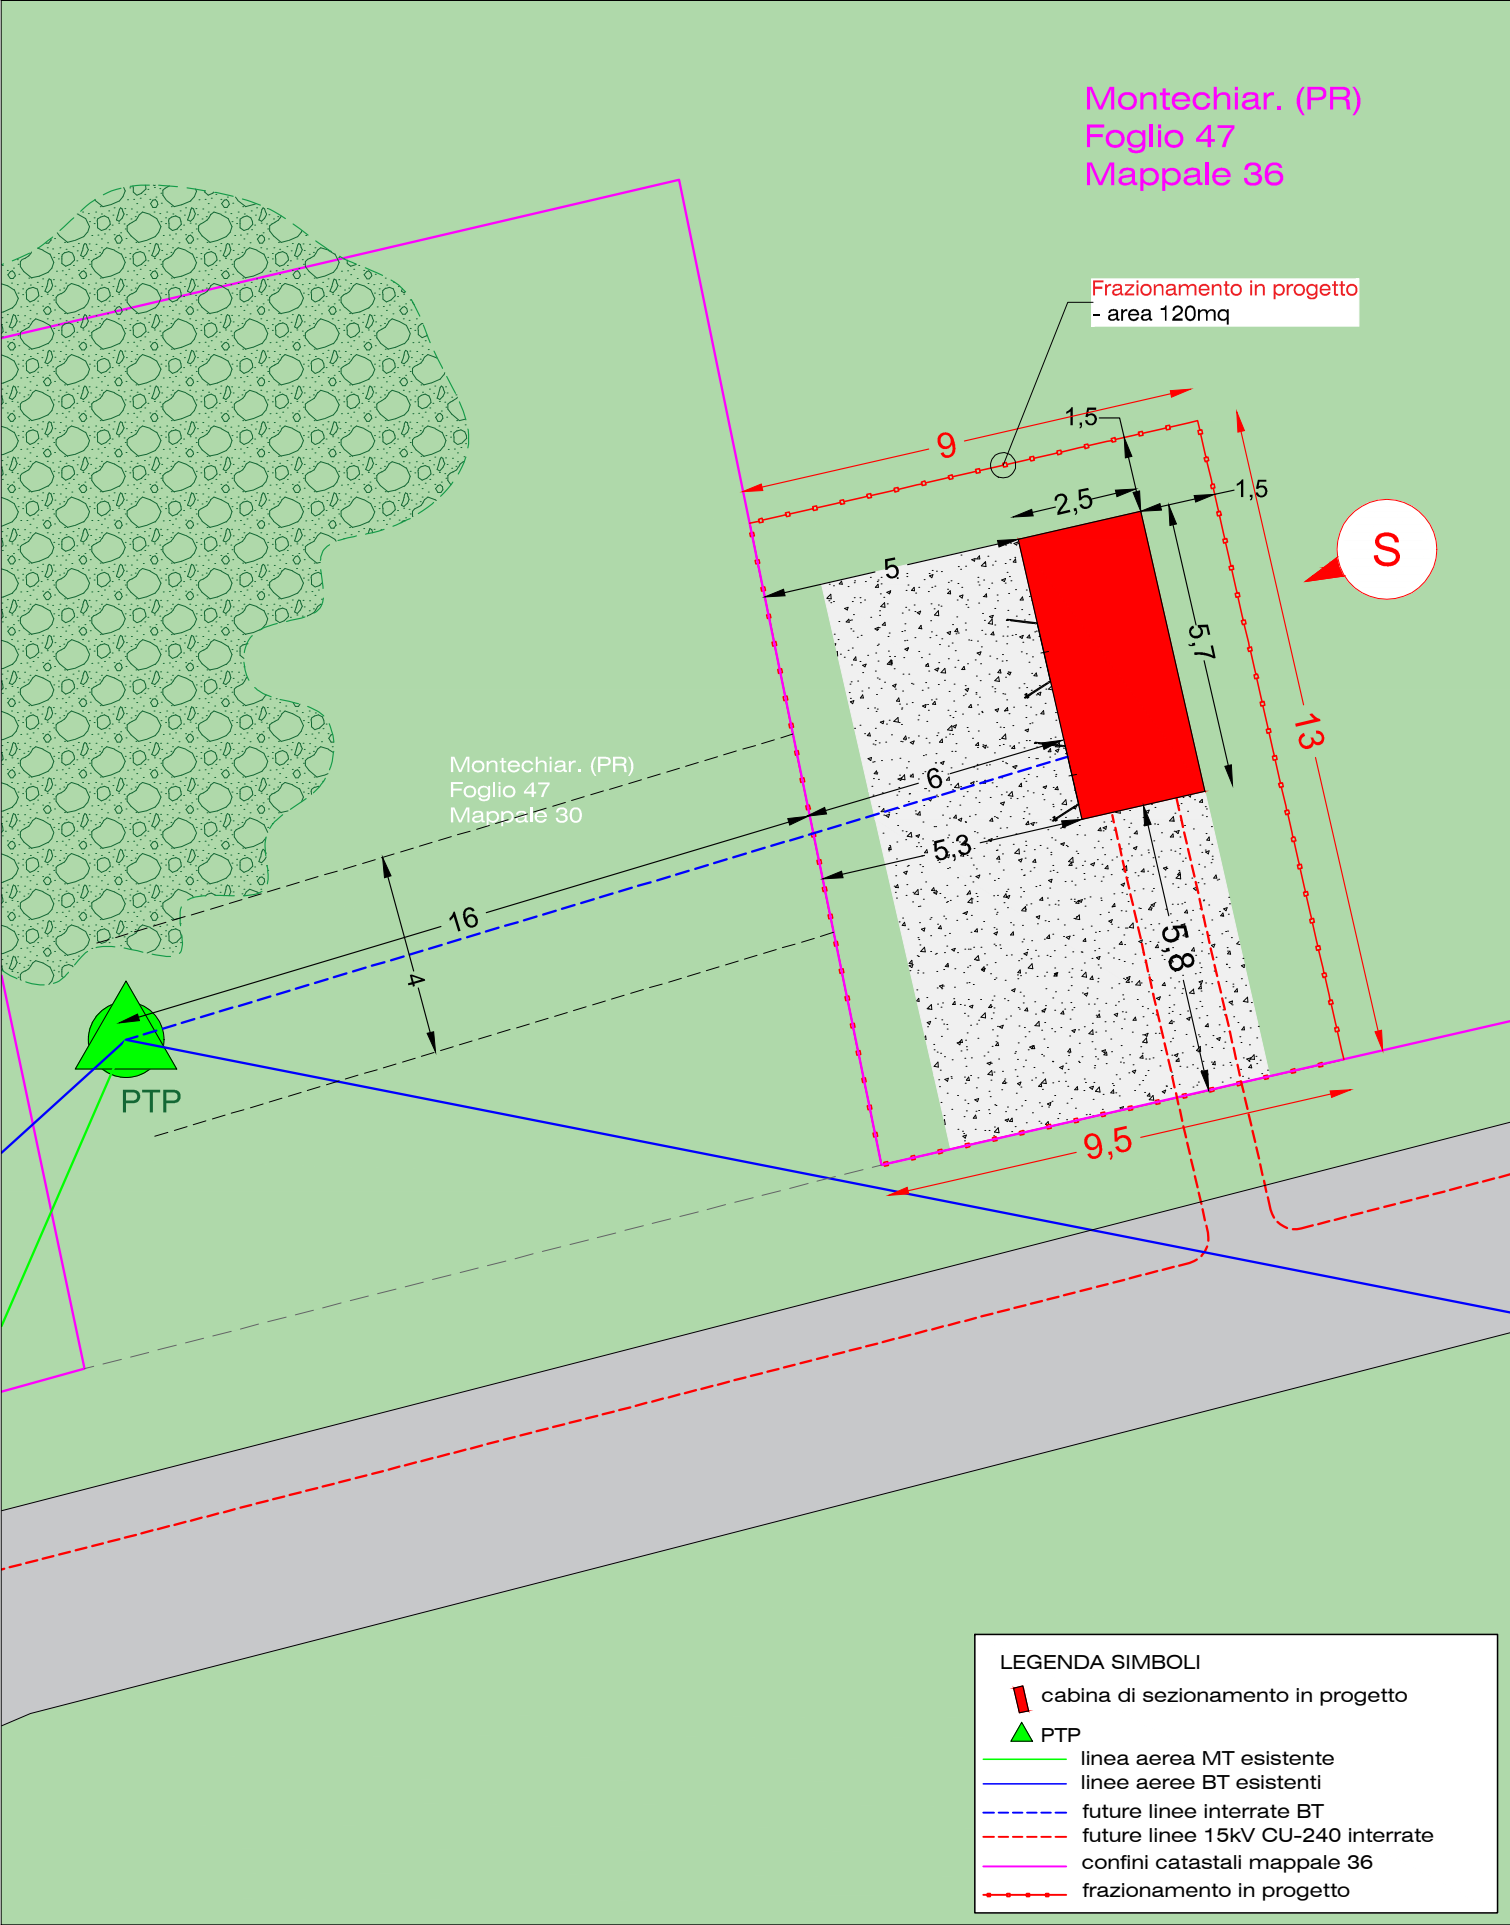 Montechiar. (PR)
Foglio 47
Mappale 36
Frazionamento in progetto
- area 120mq
1,5
9
2,5
1,5
S
5
5,7
13
Montechiar. (PR)
Foglio 47
Mappale 30
6
5,3
16
5,8
4
PTP
9,5
LEGENDA SIMBOLI
cabina di sezionamento in progetto
PTP
linea aerea MT esistente
linee aeree BT esistenti
future linee interrate BT
future linee 15kV CU-240 interrate
confini catastali mappale 36
frazionamento in progetto